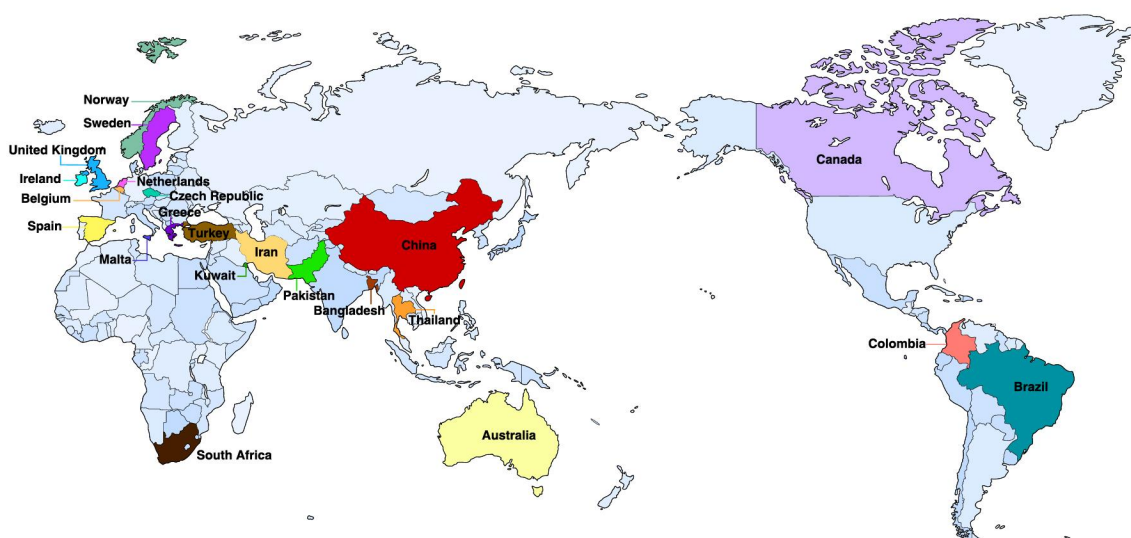 Norway
Sweden
United Kingdom
Ireland
Netherlands
Belgium
Czech Republic
Greece
Spain
Turkey
Malta
Iran
Kuwait
Pakistan
Bangladesh
China
Thailand
South Africa
Australia
Canada
Colombia
Brazil